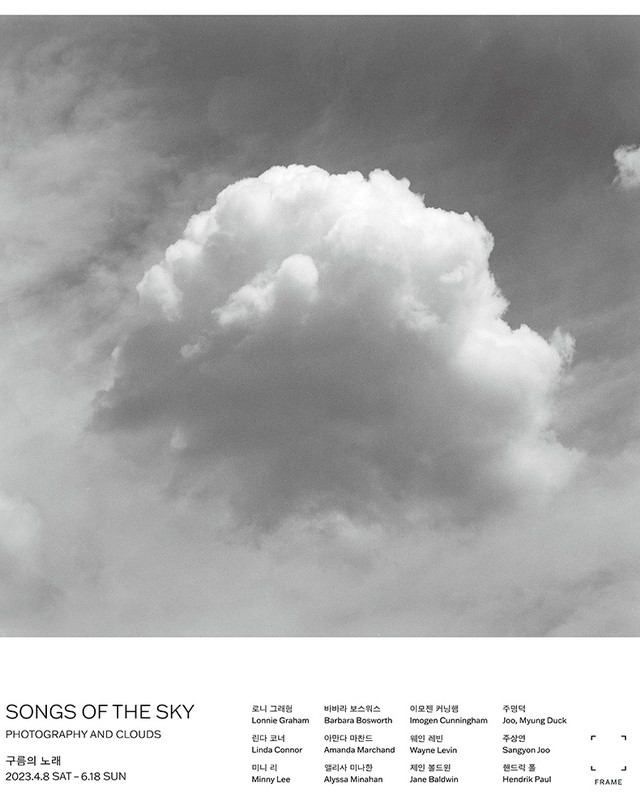 SONGS OF THE SKY
PHOTOGRAPHY AND CLOUDS
구름의 노래
2023.4.8 SAT – 6.18 SUN
로니 그래험
Lonnie Graham
바바라 보스워스
Barbara Bosworth
이모젠 커닝햄
Imogen Cunningham
주명덕
Joo, Myung Duck
린다 코너
Linda Connor
아만다 마찬드
Amanda Marchand
웨인 레빈
Wayne Levin
주상연
Sangyon Joo
미니 리
Minny Lee
앨리사 미나한
Alyssa Minahan
제인 볼드윈
Jane Baldwin
헨드릭 폴
Hendrik Paul
FRAME